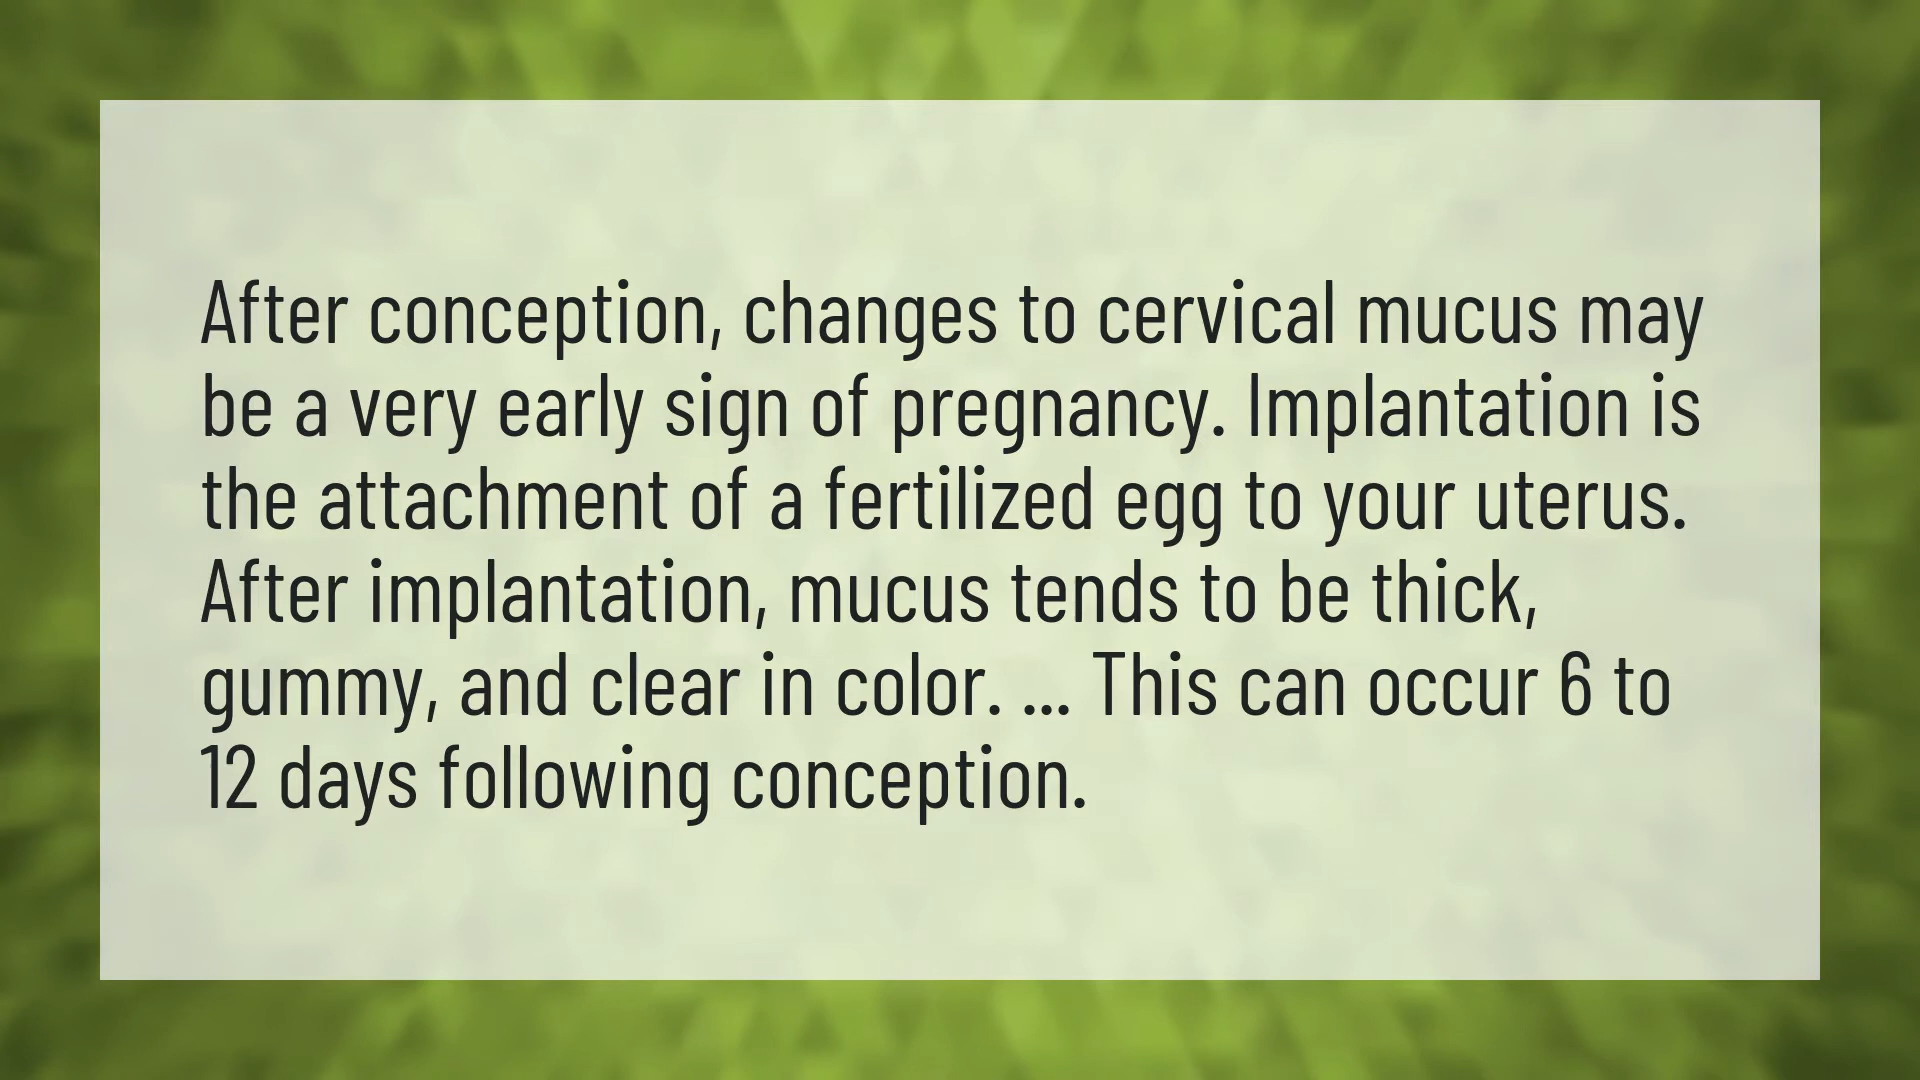 After conception, changes to cervical mucus may
be a very early sign of pregnancy. Implantation is
the attachment of a fertilized egg to your uterus.
After implantation, mucus tends to be thick,
gummy, and clear in color. ... This can occur 6 to
12 days following conception.